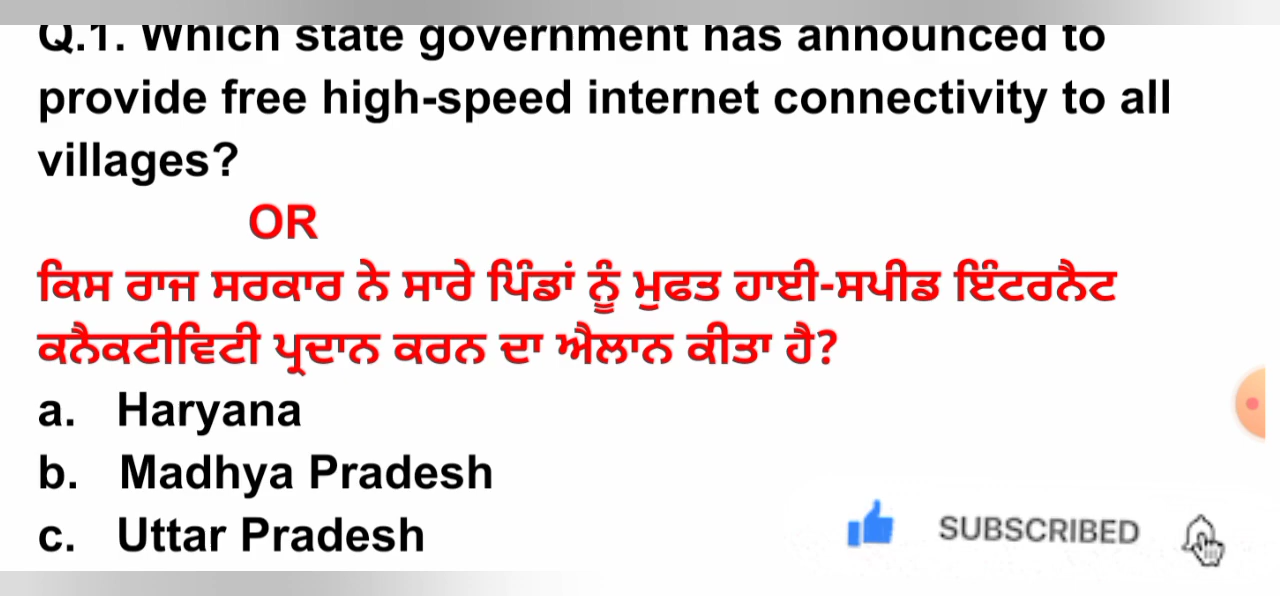 Q.1. Which state government has announced to
provide free high-speed internet connectivity to all
villages?
OR
ਕਿਸ ਰਾਜ ਸਰਕਾਰ ਨੇ ਸਾਰੇ ਪਿੰਡਾਂ ਨੂੰ ਮੁਫਤ ਹਾਈ-ਸਪੀਡ ਇੰਟਰਨੈਟ
ਕਨੈਕਟੀਵਿਟੀ ਪ੍ਰਦਾਨ ਕਰਨ ਦਾ ਐਲਾਨ ਕੀਤਾ ਹੈ?
a. Haryana
b. Madhya Pradesh
c. Uttar Pradesh
SUBSCRIBED